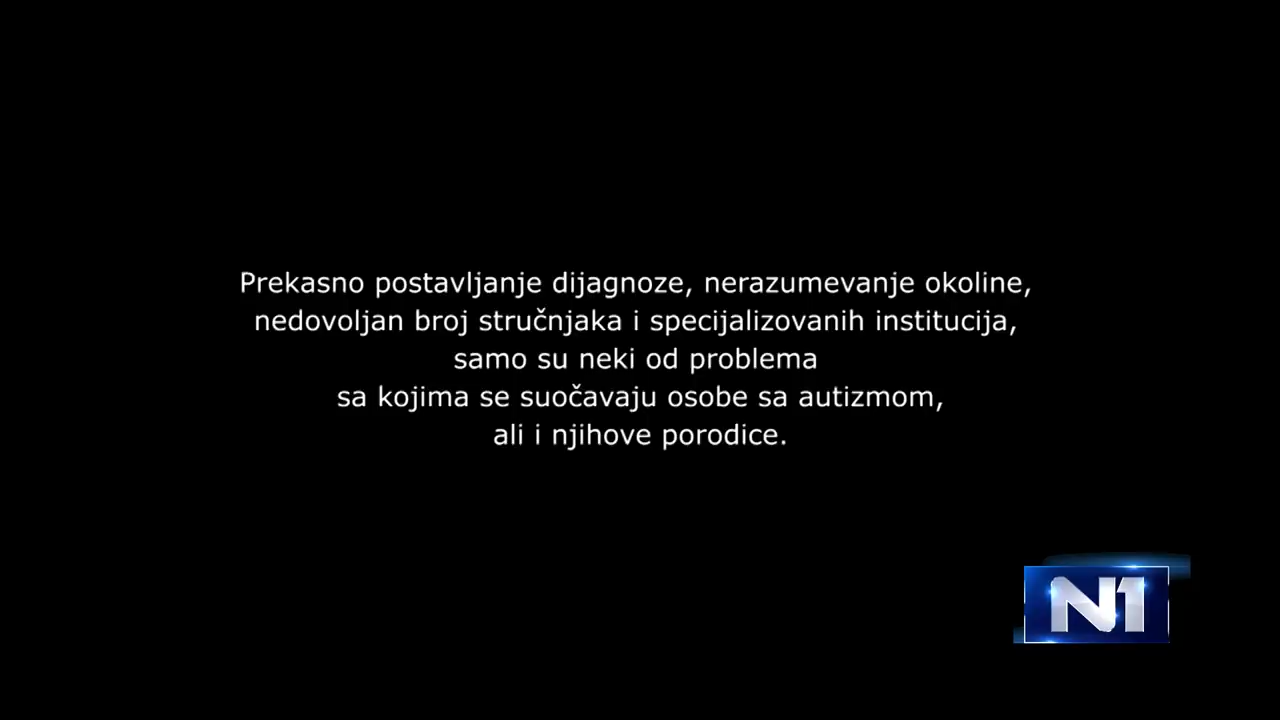 Prekasno postavljanje dijagnoze, nerazumevanje okoline,
nedovoljan broj stručnjaka i specijalizovanih institucija,
samo su neki od problema
sa kojima se suočavaju osobe sa autizmom,
ali i njihove porodice.
N1